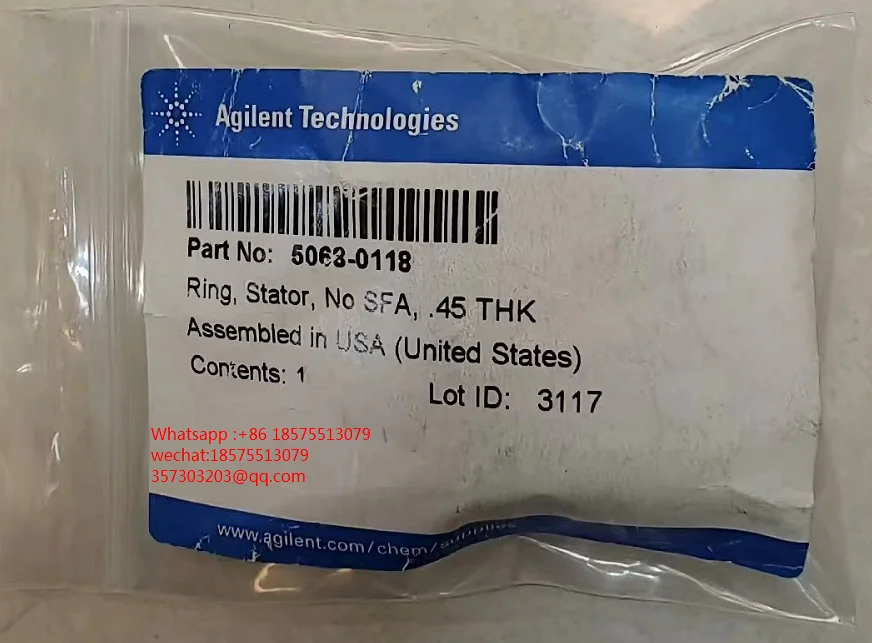 Agilent Technologies
Part No: 5063-0118
Ring, Stator, No SFA, .45 THK
Assembled in USA (United States)
Contents: 1
Lot ID: 3117
Whatsapp :+86 18575513079
wechat:18575513079
357303203@qq.com
www.agilent.com/chem/supplies